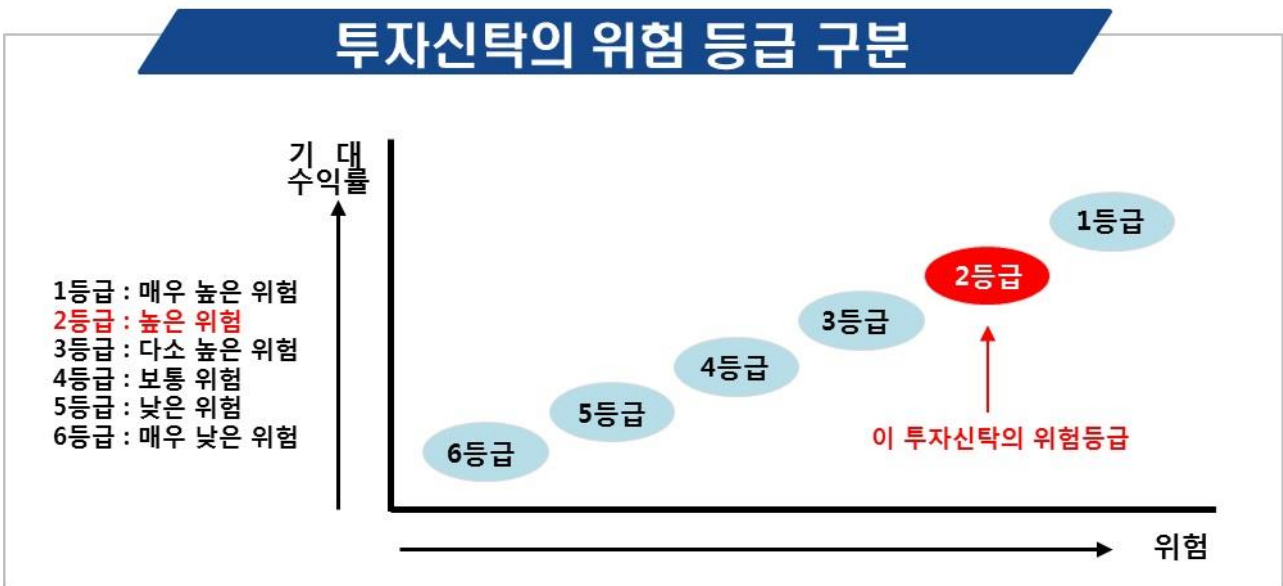 투자신탁의 위험 등급 구분
기 대
수익률
1등급 : 매우 높은 위험
2등급 : 높은 위험
3등급 : 다소 높은 위험
4등급 : 보통 위험
5등급 : 낮은 위험
6등급 : 매우 낮은 위험
1등급
2등급
3등급
4등급
5등급
6등급
이 투자신탁의 위험등급
위험